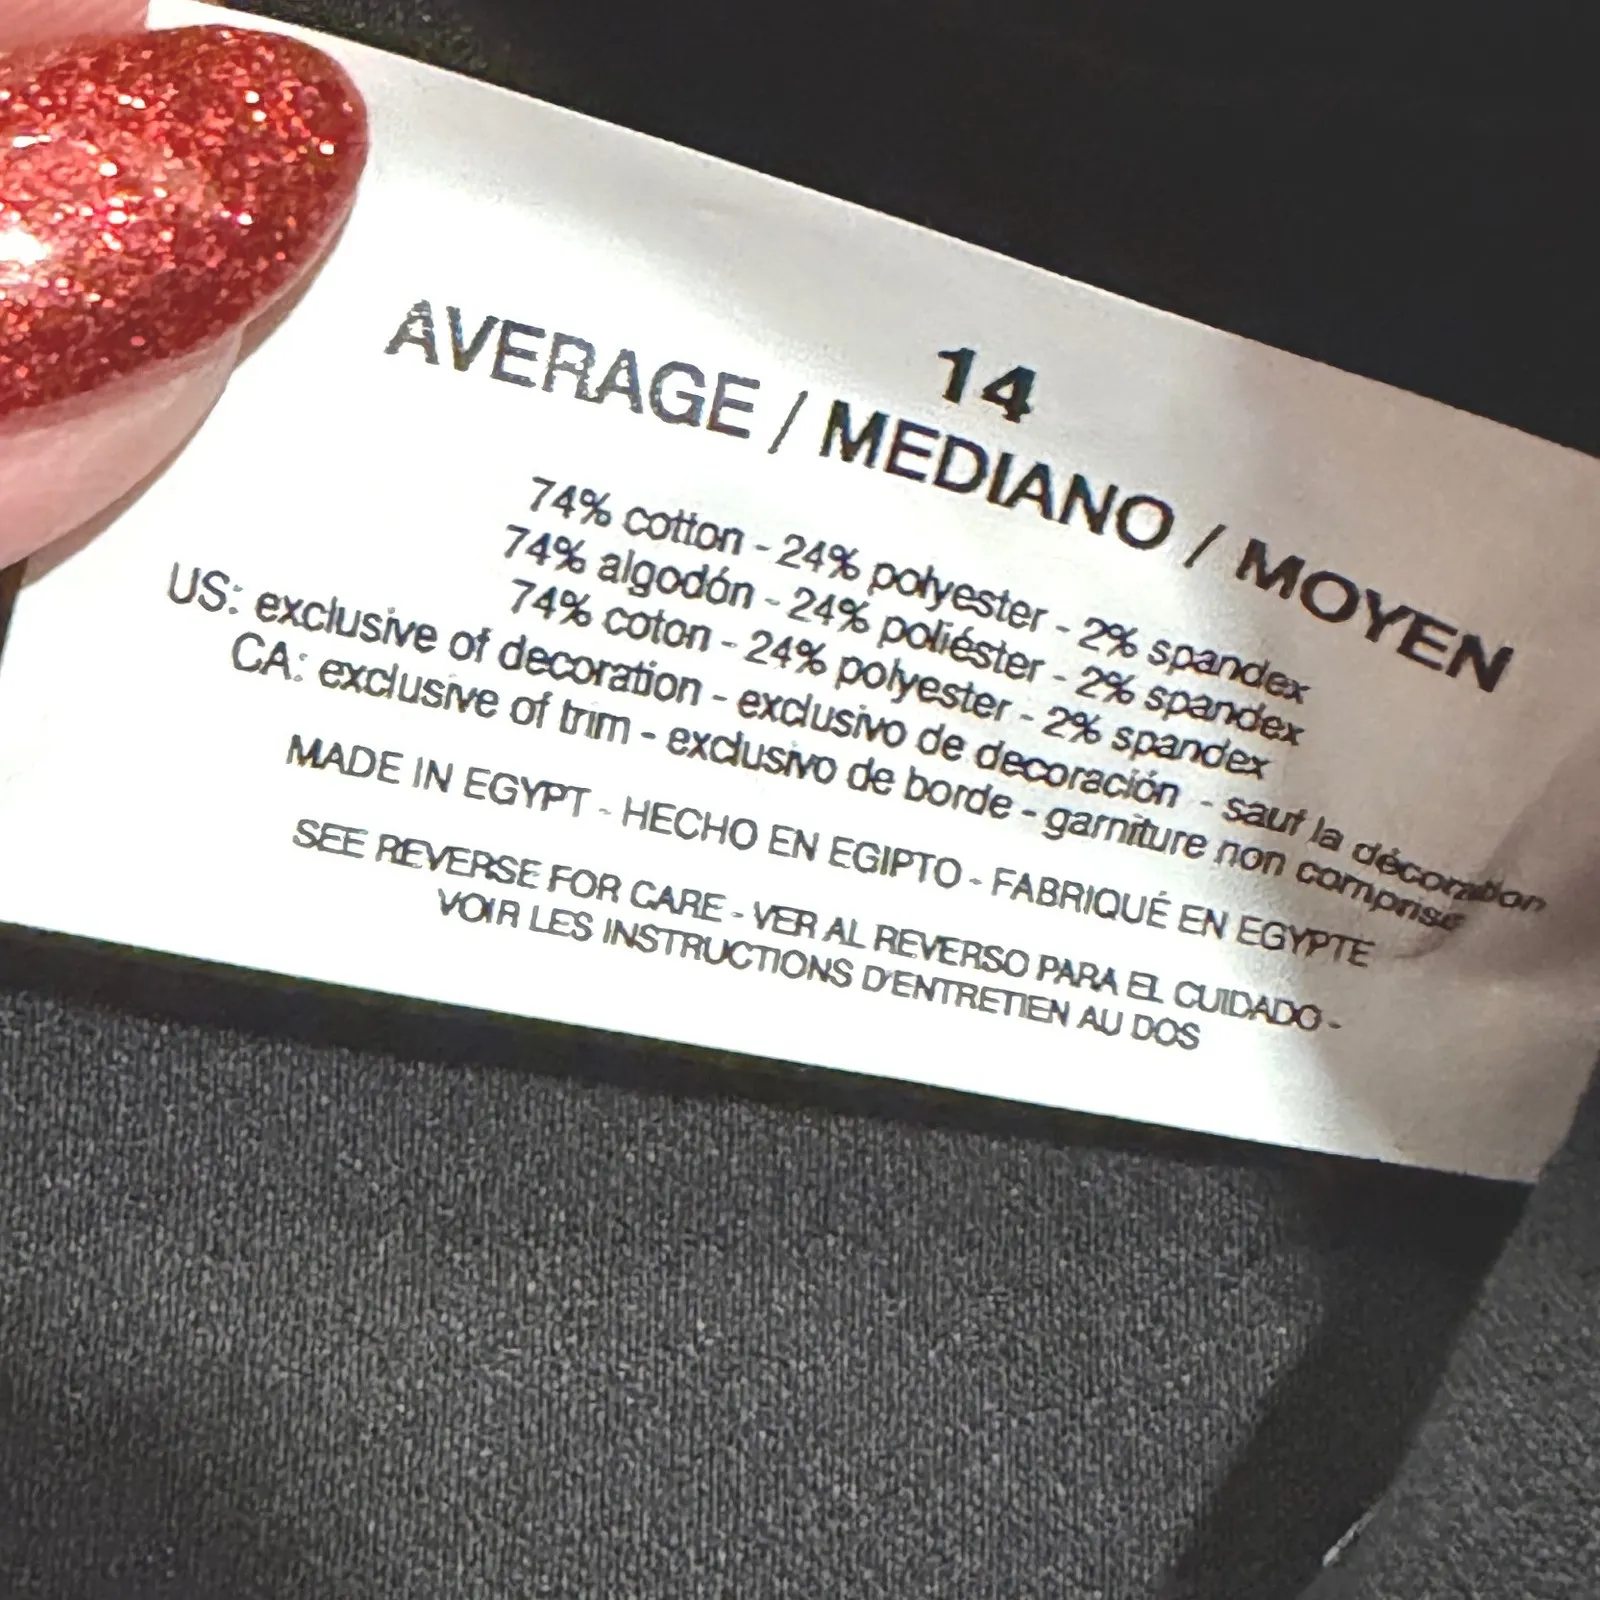 14
AVERAGE / MEDIANO / MOYEN
74% cotton - 24% polyester - 2% spandex
74% algodón - 24% poliéster - 2% spandex
74% coton - 24% polyester - 2% spandex
US: exclusive of decoration - exclusivo de decoración - sauf la décoration
CA: exclusive of trim - exclusivo de borde - garniture non comprise
MADE IN EGYPT - HECHO EN EGIPTO - FABRIQUÉ EN EGYPTE
SEE REVERSE FOR CARE - VER AL REVERSO PARA EL CUIDADO -
VOIR LES INSTRUCTIONS D'ENTRETIEN AU DOS